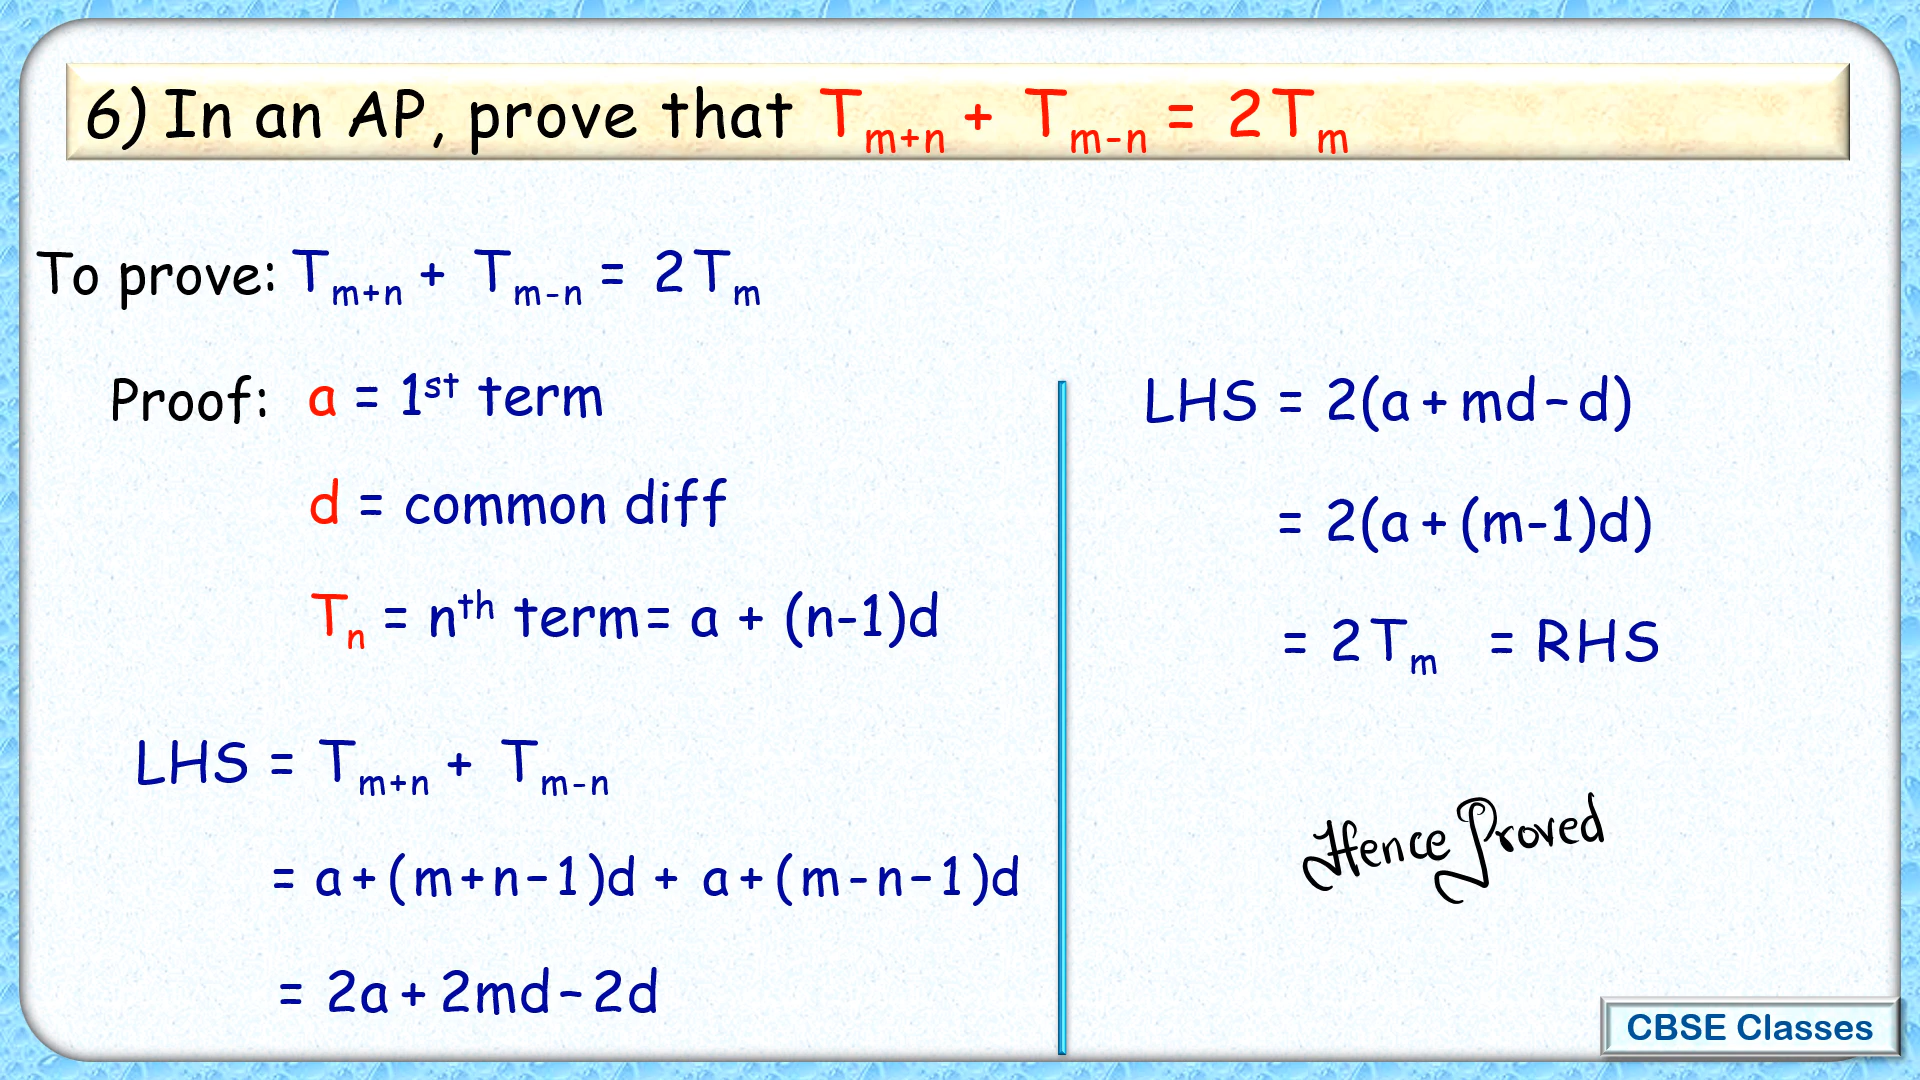 6) In an AP, prove that Tₘ₊ₙ + Tₘ₋ₙ = 2Tₘ
To prove: Tₘ₊ₙ + Tₘ₋ₙ = 2Tₘ
Proof: a = 1ˢᵗ term
d = common diff
Tₙ = nᵗʰ term = a + (n-1)d
LHS = Tₘ₊ₙ + Tₘ₋ₙ
= a+(m+n−1)d + a+(m-n−1)d
= 2a+2md−2d
LHS = 2(a+md−d)
= 2(a+(m-1)d)
= 2Tₘ = RHS
Hence Proved
CBSE Classes